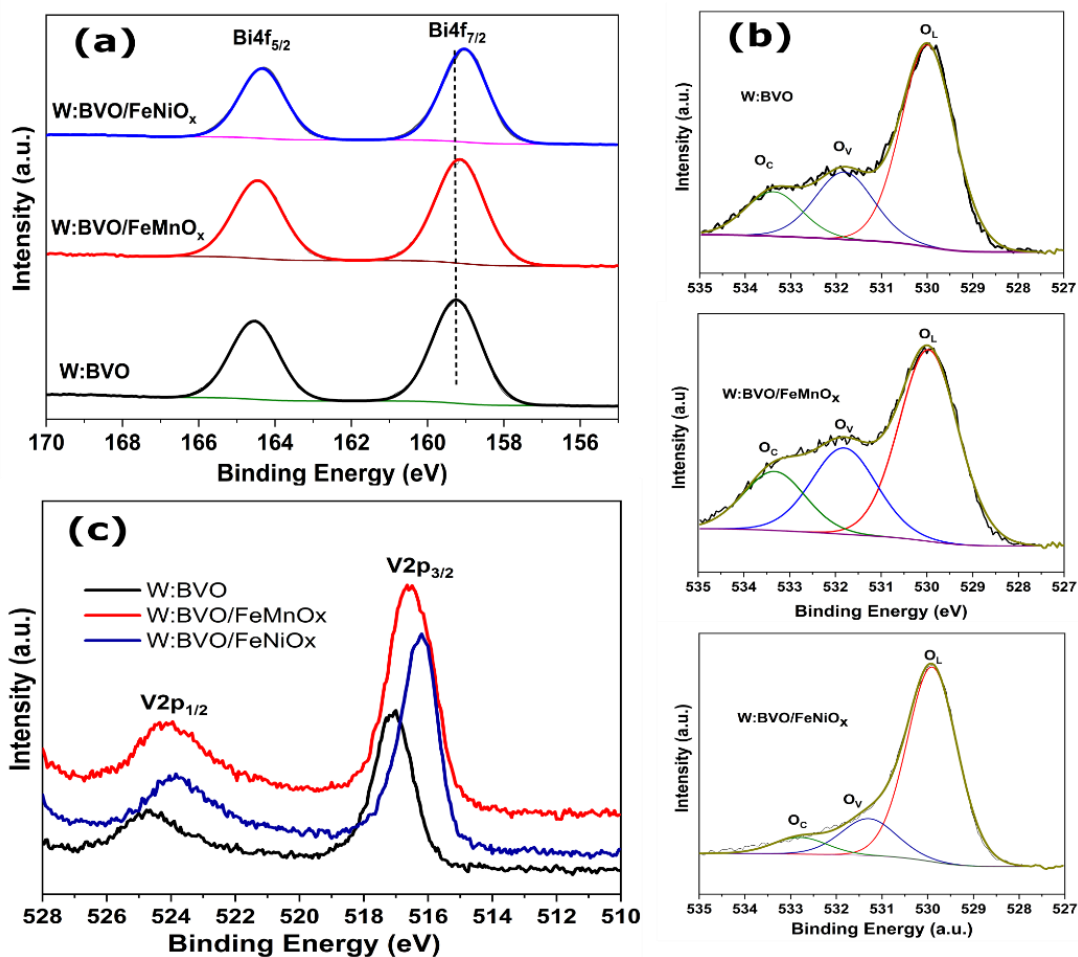 (a)
Bi4f5/2
Bi4f7/2
W:BVO/FeNiOx
W:BVO/FeMnOx
W:BVO
Intensity (a.u.)
170 168 166 164 162 160 158 156
Binding Energy (eV)
(b)
OL
W:BVO
OV
OC
Intensity (a.u.)
535 534 533 532 531 530 529 528 527
OL
W:BVO/FeMnOx
OV
OC
Intensity (a.u)
535 534 533 532 531 530 529 528 527
Binding Energy (eV)
OL
W:BVO/FeNiOx
OV
OC
Intensity (a.u.)
535 534 533 532 531 530 529 528 527
Binding Energy (a.u.)
(c)
V2p3/2
W:BVO
W:BVO/FeMnOx
W:BVO/FeNiOx
V2p1/2
Intensity (a.u.)
528 526 524 522 520 518 516 514 512 510
Binding Energy (eV)